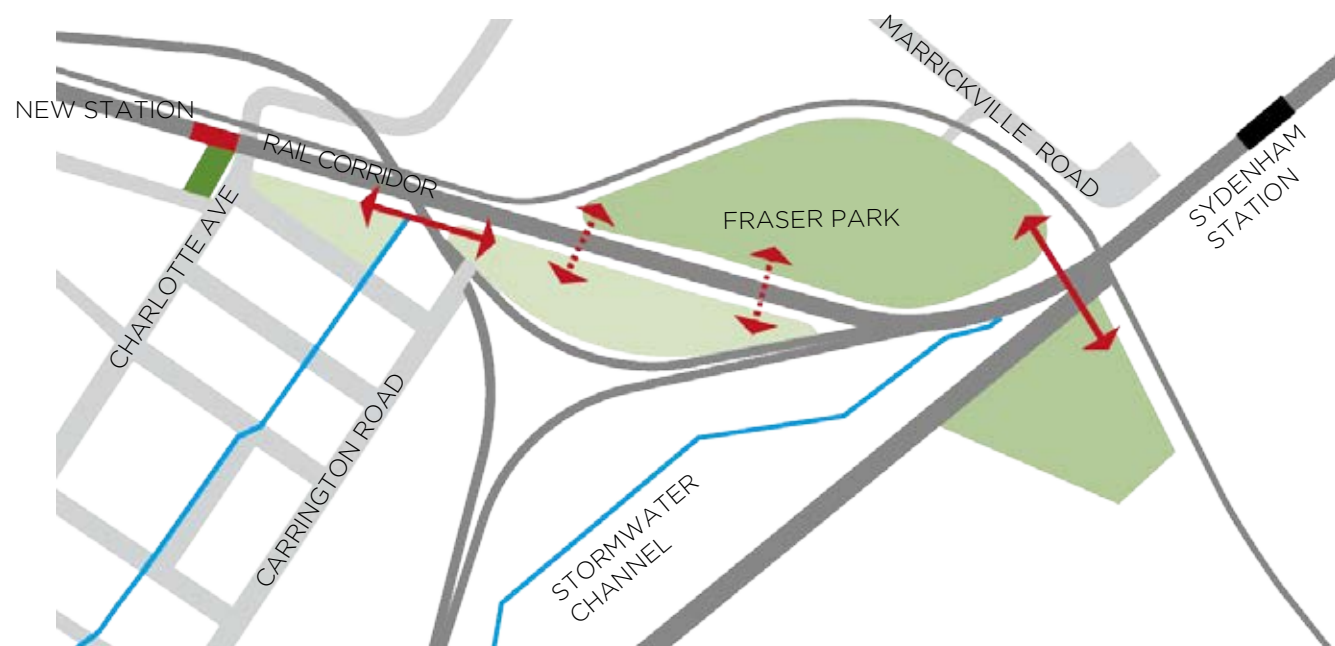 MARRICKVILLE ROAD
NEW STATION
RAIL CORRIDOR
SYDENHAM
STATION
FRASER PARK
CHARLOTTE AVE
CARRINGTON ROAD
STORMWATER
CHANNEL